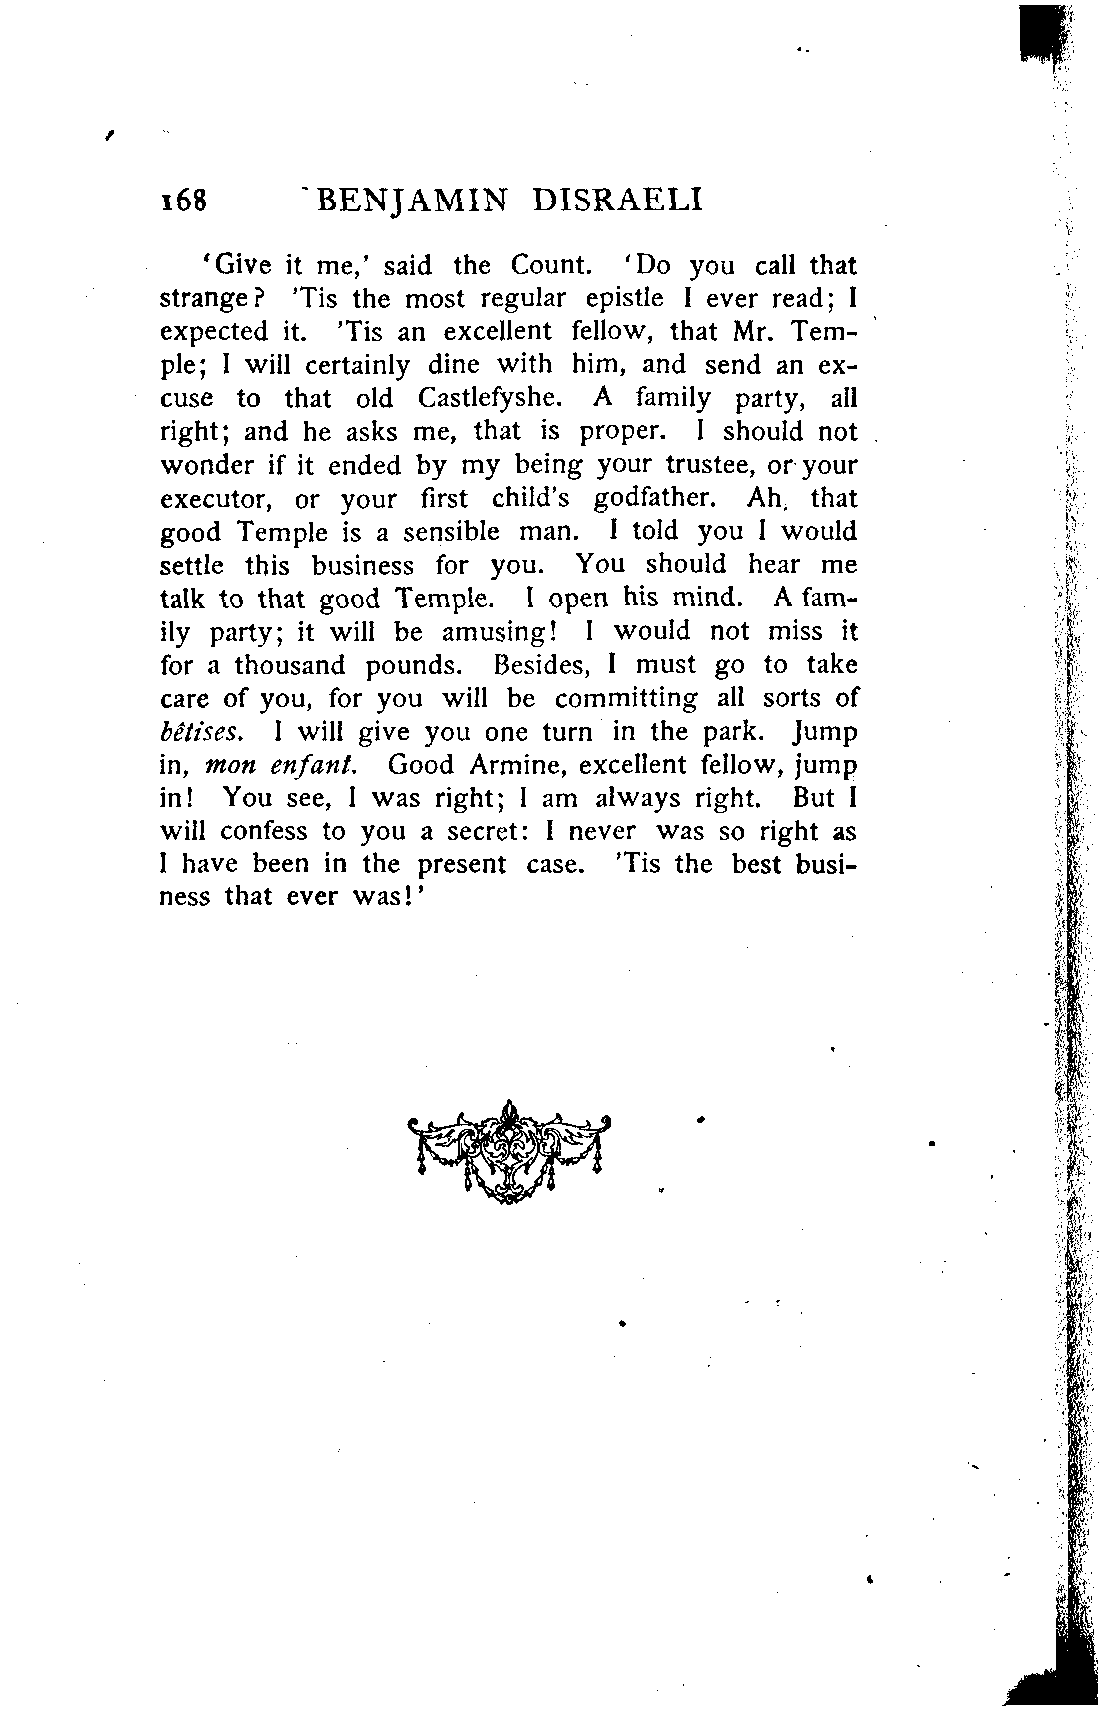 168 BENJAMIN DISRAELI
'Give it me,' said the Count. 'Do you call that
strange? 'Tis the most regular epistle I ever read; I
expected it. 'Tis an excellent fellow, that Mr. Tem-
ple; I will certainly dine with him, and send an ex-
cuse to that old Castlefyshe. A family party, all
right; and he asks me, that is proper. I should not
wonder if it ended by my being your trustee, or your
executor, or your first child's godfather. Ah, that
good Temple is a sensible man. I told you I would
settle this business for you. You should hear me
talk to that good Temple. I open his mind. A fam-
ily party; it will be amusing! I would not miss it
for a thousand pounds. Besides, I must go to take
care of you, for you will be committing all sorts of
bêtises. I will give you one turn in the park. Jump
in, mon enfant. Good Armine, excellent fellow, jump
in! You see, I was right; I am always right. But I
will confess to you a secret: I never was so right as
I have been in the present case. 'Tis the best busi-
ness that ever was!'